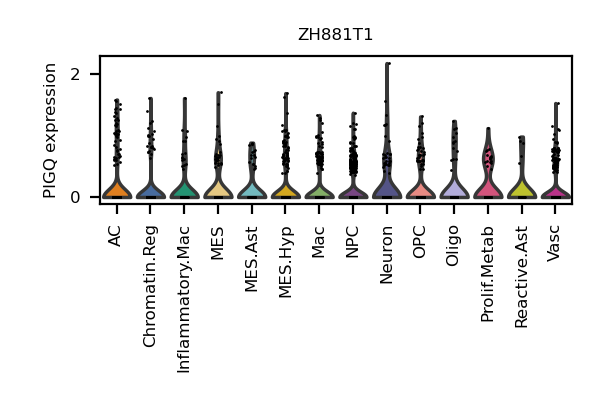 ZH881T1
PIGQ expression
2
0
AC
Chromatin.Reg
Inflammatory.Mac
MES
MES.Ast
MES.Hyp
Mac
NPC
Neuron
OPC
Oligo
Prolif.Metab
Reactive.Ast
Vasc